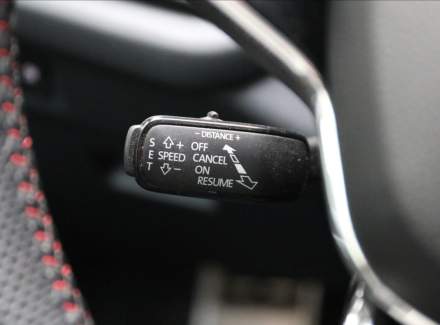 - DISTANCE +
S + OFF
E SPEED CANCEL
T - ON
RESUME